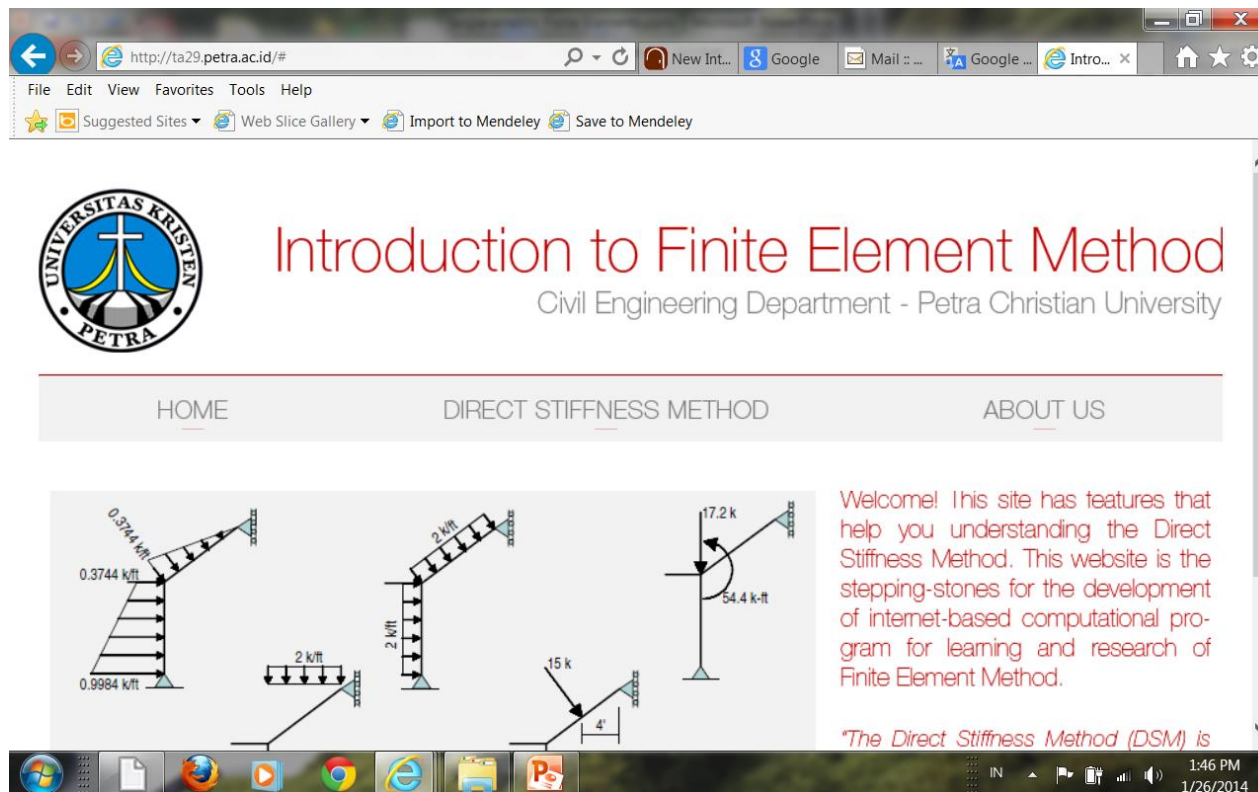 http://ta29.petra.ac.id/#
New Int...
Google
Mail :: ...
Google ...
Intro...
File Edit View Favorites Tools Help
Suggested Sites
Web Slice Gallery
Import to Mendeley
Save to Mendeley
UNIVERSITAS KRISTEN
PETRA
Introduction to Finite Element Method
Civil Engineering Department - Petra Christian University
HOME
DIRECT STIFFNESS METHOD
ABOUT US
0.3744 k/ft
0.3744 k/ft
0.9984 k/ft
2 k/ft
2 k/ft
2 k/ft
15 k
4'
17.2 k
54.4 k-ft
Welcome! This site has features that
help you understanding the Direct
Stiffness Method. This website is the
stepping-stones for the development
of internet-based computational pro-
gram for learning and research of
Finite Element Method.
"The Direct Stiffness Method (DSM) is
IN
1:46 PM
1/26/2014